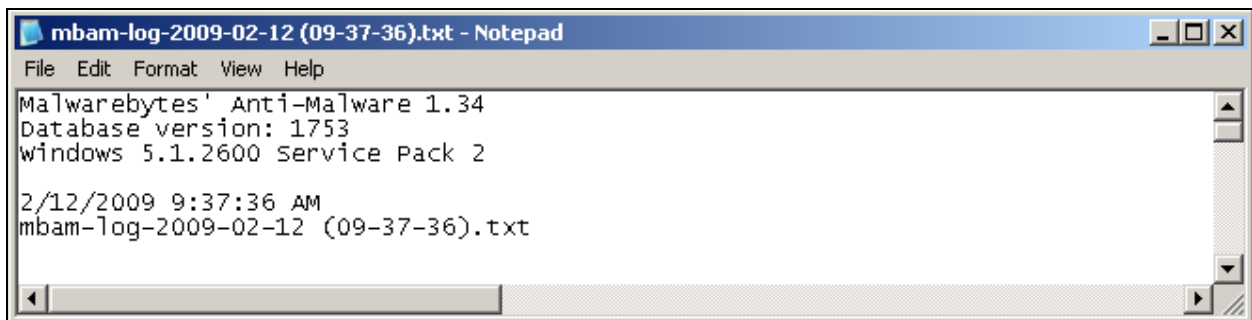 mbam-log-2009-02-12 (09-37-36).txt - Notepad
File Edit Format View Help
Malwarebytes' Anti-Malware 1.34
Database version: 1753
Windows 5.1.2600 Service Pack 2
2/12/2009 9:37:36 AM
mbam-log-2009-02-12 (09-37-36).txt